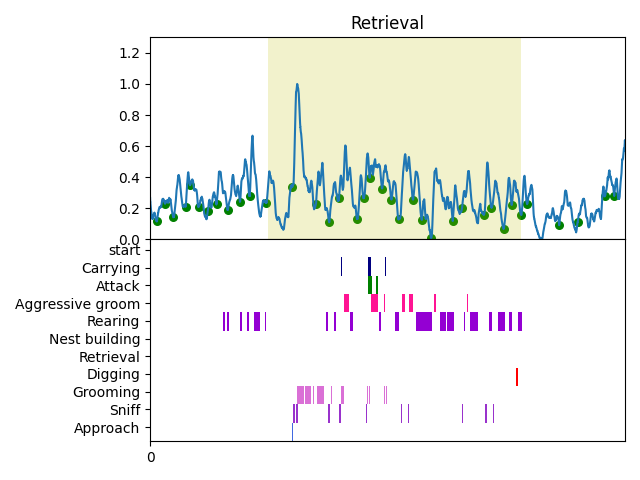 Retrieval
1.2
1.0
0.8
0.6
0.4
0.2
0.0
start
Carrying
Attack
Aggressive groom
Rearing
Nest building
Retrieval
Digging
Grooming
Sniff
Approach
0